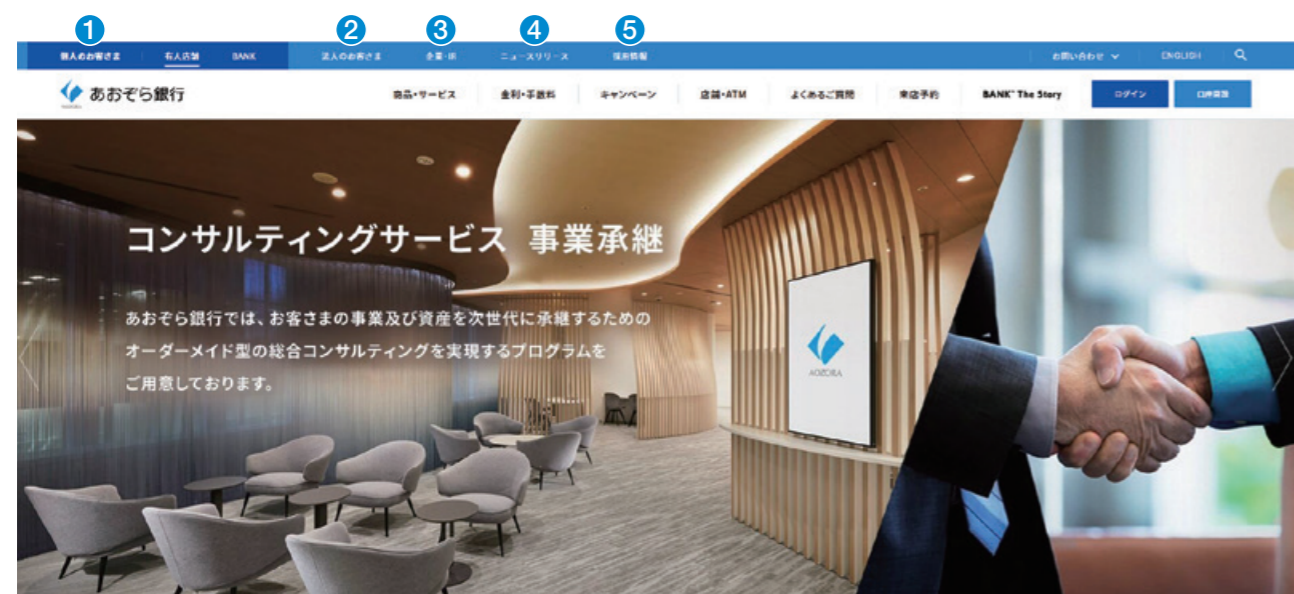 1 2 3 4 5
個人のお客さま 有人店舗 BANK 法人のお客さま 企業・IR ニュースリリース 採用情報 お問い合わせ ENGLISH
あおぞら銀行 商品・サービス 金利・手数料 キャンペーン 店舗・ATM よくあるご質問 来店予約 BANK™ The Story ログイン 口座開設
AOZORA
コンサルティングサービス 事業承継
あおぞら銀行では、お客さまの事業及び資産を次世代に承継するための
オーダーメイド型の総合コンサルティングを実現するプログラムを
ご用意しております。
AOZORA